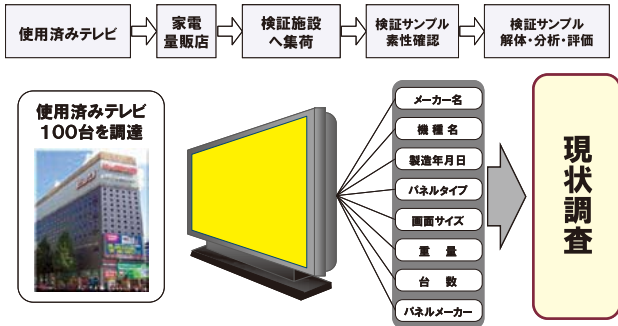 使用済みテレビ
家電
量販店
検証施設
へ集荷
検証サンプル
素性確認
検証サンプル
解体・分析・評価
使用済みテレビ
100台を調達
メーカー名
機種名
製造年月日
パネルタイプ
画面サイズ
重量
台数
パネルメーカー
現状調査